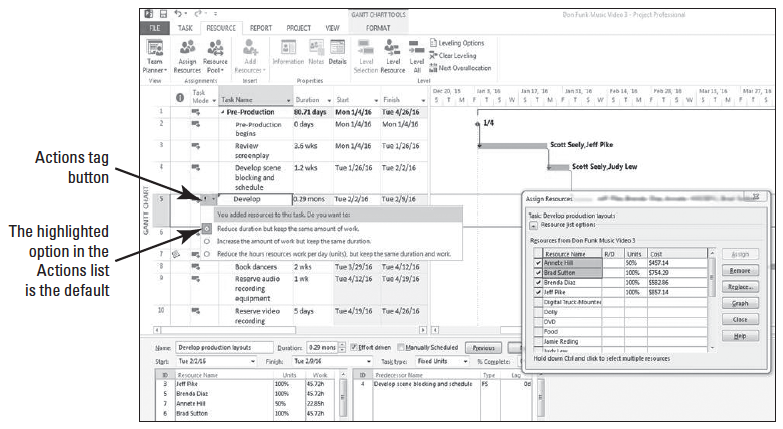 GANTT CHART TOOLS
Don Funk Music Video 3 - Project Professional
FILE TASK RESOURCE REPORT PROJECT VIEW FORMAT
Team Planner
Assign Resources
Resource Pool
Add Resources
Information Notes Details
Level Selection
Level Resource
Level All
Leveling Options
Clear Leveling
Next Overallocation
View Assignments Insert Properties Level
Task Mode Task Name Duration Start Finish
Dec 20, '15 Jan 3, '16 Jan 17, '16 Jan 31, '16 Feb 14, '16 Feb 28, '16 Mar 13, '16 Mar 27, '16
S T M F T S W S T M F T S W S T M F T S W S T M F T S
1 Pre-Production 80.71 days Mon 1/4/16 Tue 4/26/16
2 Pre-Production begins 0 days Mon 1/4/16 Mon 1/4/16
1/4
3 Review screenplay 3.6 wks Mon 1/4/16 Tue 1/26/16
Scott Seely,Jeff Pike
4 Develop scene blocking and schedule 1.2 wks Tue 1/26/16 Tue 2/2/16
Scott Seely,Judy Lew
Actions tag
button
5 Develop 0.29 mons Tue 2/2/16 Tue 2/9/16
GANTT CHART
You added resources to this task. Do you want to:
6 Reduce duration but keep the same amount of work.
Increase the amount of work but keep the same duration.
7 Reduce the hours resources work per day (units), but keep the same duration and work.
The highlighted
option in the
Actions list
is the default
8 Book dancers 2 wks Tue 3/29/16 Tue 4/12/16
9 Reserve audio recording equipment 1 wk Tue 4/12/16 Tue 4/19/16
10 Reserve video recording 5 days Tue 4/19/16 Tue 4/26/16
Assign Resources
Task: Develop production layouts
Resource list options
Resources from Don Funk Music Video 3
Resource Name R/D Units Cost
Annette Hill 50% $457.14
Brad Sutton 100% $754.29
Brenda Diaz 100% $882.86
Jeff Pike 100% $857.14
Digital Truck-Mounted
Dolly
DVD
Food
Jamie Reding
Judy Lew
Assign
Remove
Replace...
Graph
Close
Help
Hold down Ctrl and click to select multiple resources
Name: Develop production layouts Duration: 0.29 mons Effort driven Manually Scheduled Previous
Start: Tue 2/2/16 Finish: Tue 2/9/16 Task type: Fixed Units % Complete:
ID Resource Name Units Work
3 Jeff Pike 100% 45.72h
5 Brenda Diaz 100% 45.72h
7 Annette Hill 50% 22.85h
6 Brad Sutton 100% 45.72h
ID Predecessor Name Type Lag
4 Develop scene blocking and schedule FS 0d